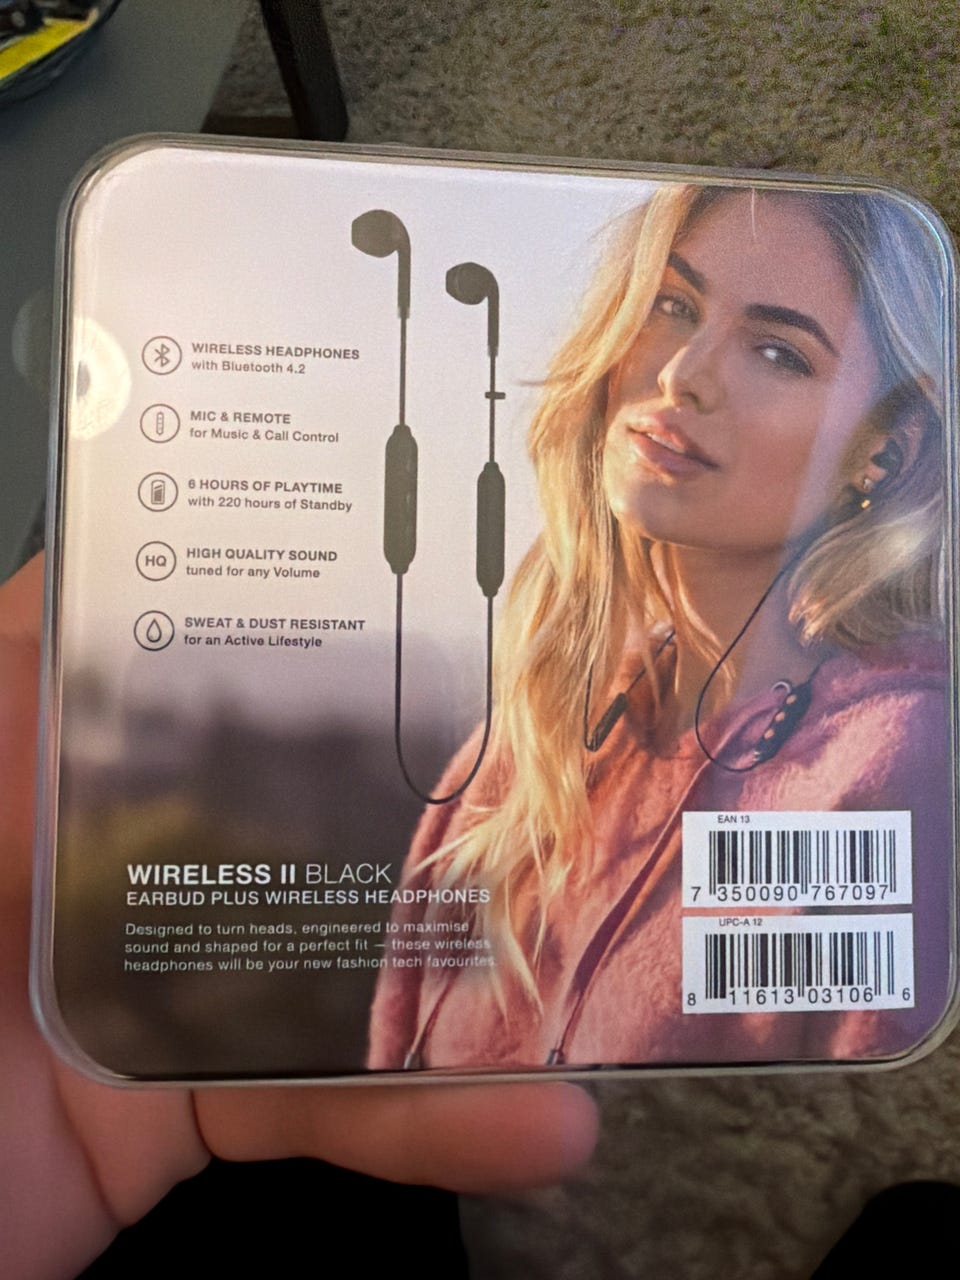 WIRELESS HEADPHONES
with Bluetooth 4.2
MIC & REMOTE
for Music & Call Control
6 HOURS OF PLAYTIME
with 220 hours of Standby
HQ
HIGH QUALITY SOUND
tuned for any Volume
SWEAT & DUST RESISTANT
for an Active Lifestyle
WIRELESS II BLACK
EARBUD PLUS WIRELESS HEADPHONES
Designed to turn heads, engineered to maximise
sound and shaped for a perfect fit – these wireless
headphones will be your new fashion tech favourites.
EAN 13
7 350090 767097
UPC-A 12
8 11613 03106 6